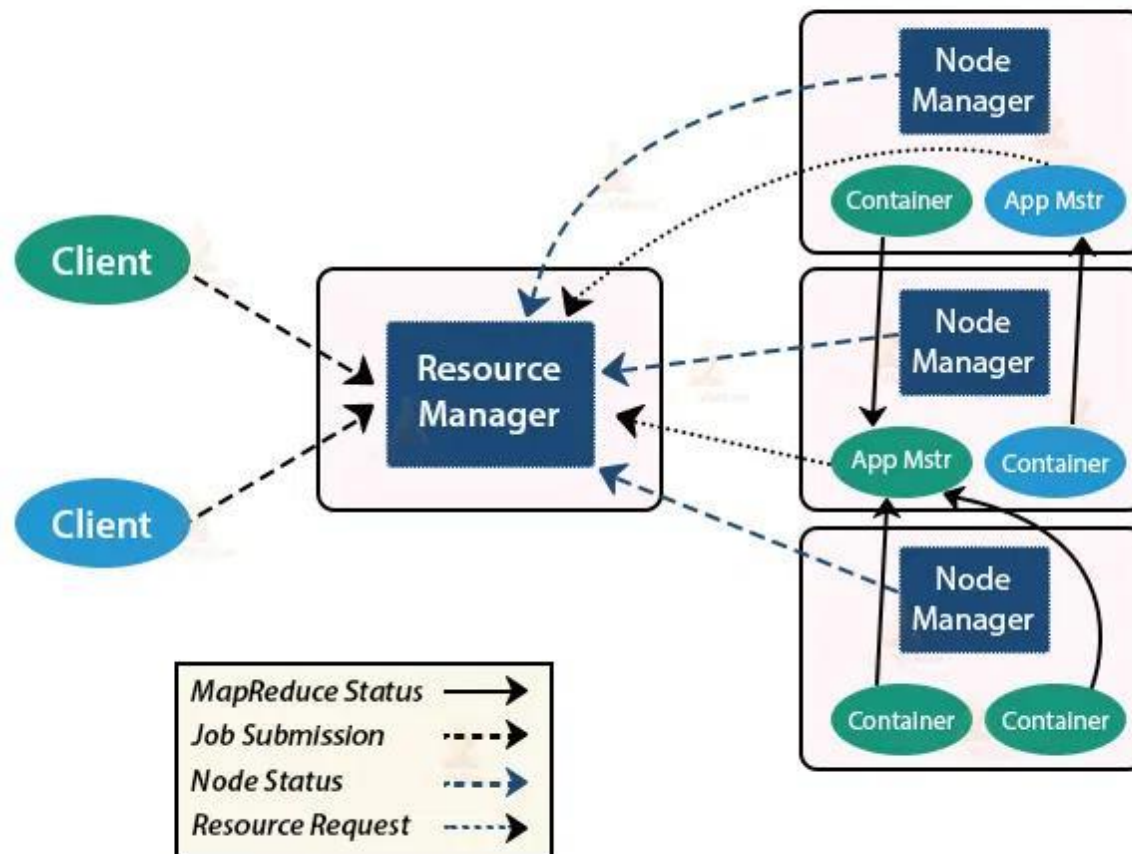 Node
Manager
Container
App Mstr
Client
Resource
Manager
Node
Manager
App Mstr
Container
Client
Node
Manager
Container
Container
MapReduce Status
Job Submission
Node Status
Resource Request